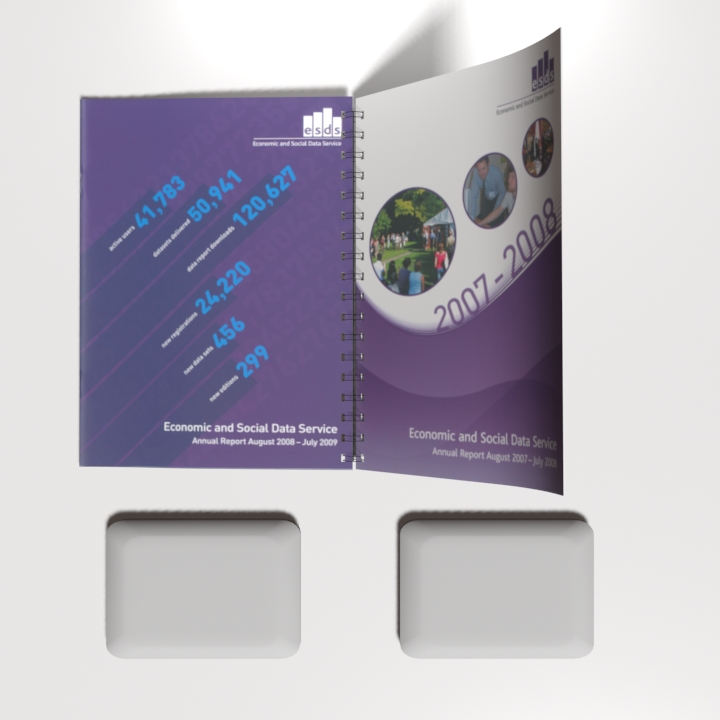 esds
Economic and Social Data Service
active users 41,783
datasets delivered 50,941
data report downloads 120,627
new registrations 24,220
new data sets 456
new editions 299
Economic and Social Data Service
Annual Report August 2008 – July 2009
esds
Economic and Social Data Service
2007-2008
Economic and Social Data Service
Annual Report August 2007 – July 2008